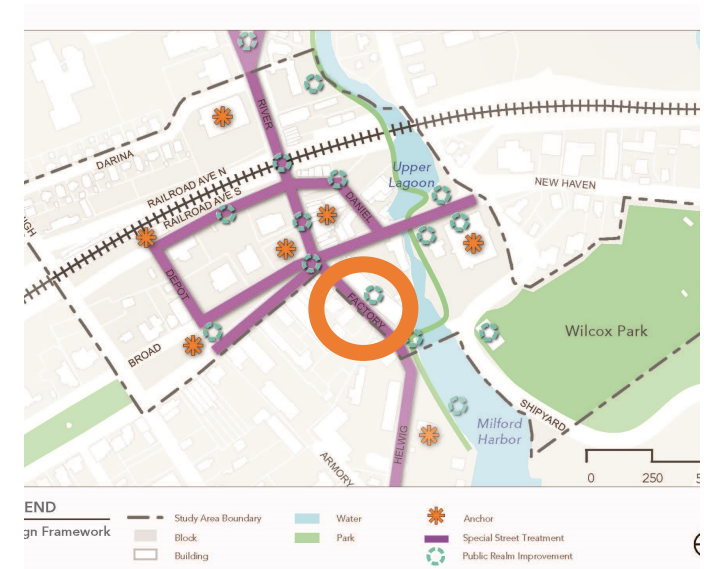 RIVER
DARINA
RAILROAD AVE N
RAILROAD AVE S
Upper
Lagoon
NEW HAVEN
DANIEL
HIGH
DEPOT
FACTORY
Wilcox Park
BROAD
SHIPYARD
Milford
Harbor
HELWIG
ARMORY
0 250 5
END
gn Framework
Study Area Boundary
Block
Building
Water
Park
Anchor
Special Street Treatment
Public Realm Improvement